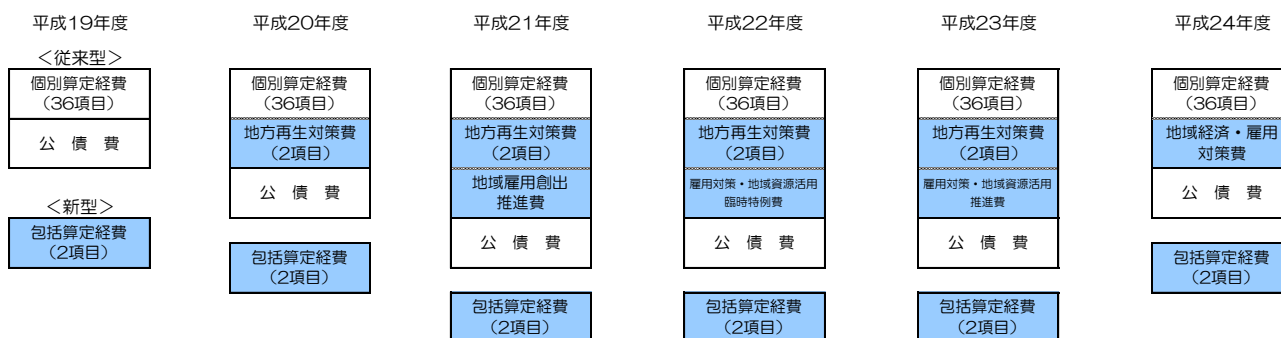 平成19年度
＜従来型＞
個別算定経費
（36項目）
公　債　費
＜新型＞
包括算定経費
（2項目）
平成20年度
個別算定経費
（36項目）
地方再生対策費
（2項目）
公　債　費
包括算定経費
（2項目）
平成21年度
個別算定経費
（36項目）
地方再生対策費
（2項目）
地域雇用創出
推進費
公　債　費
包括算定経費
（2項目）
平成22年度
個別算定経費
（36項目）
地方再生対策費
（2項目）
雇用対策・地域資源活用
臨時特例費
公　債　費
包括算定経費
（2項目）
平成23年度
個別算定経費
（36項目）
地方再生対策費
（2項目）
雇用対策・地域資源活用
推進費
公　債　費
包括算定経費
（2項目）
平成24年度
個別算定経費
（36項目）
地域経済・雇用
対策費
公　債　費
包括算定経費
（2項目）